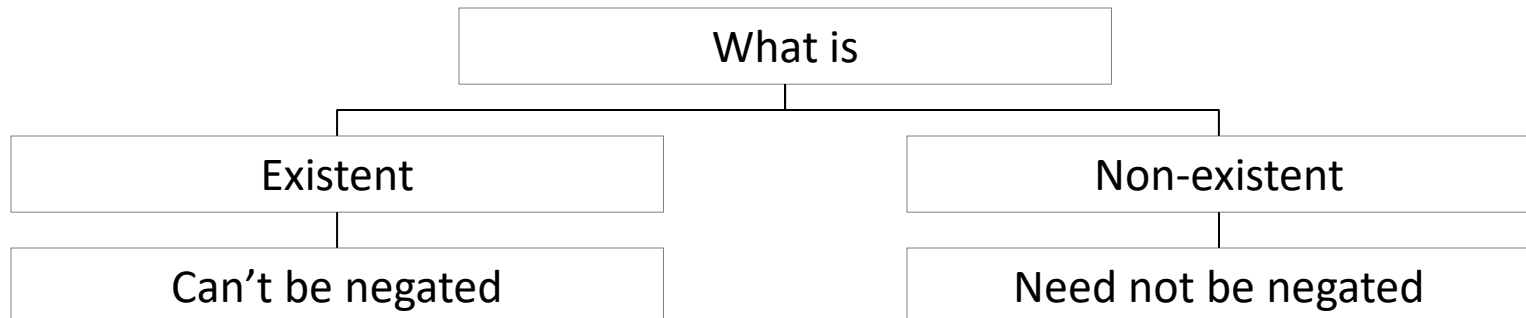 What is
Existent
Non-existent
Can’t be negated
Need not be negated